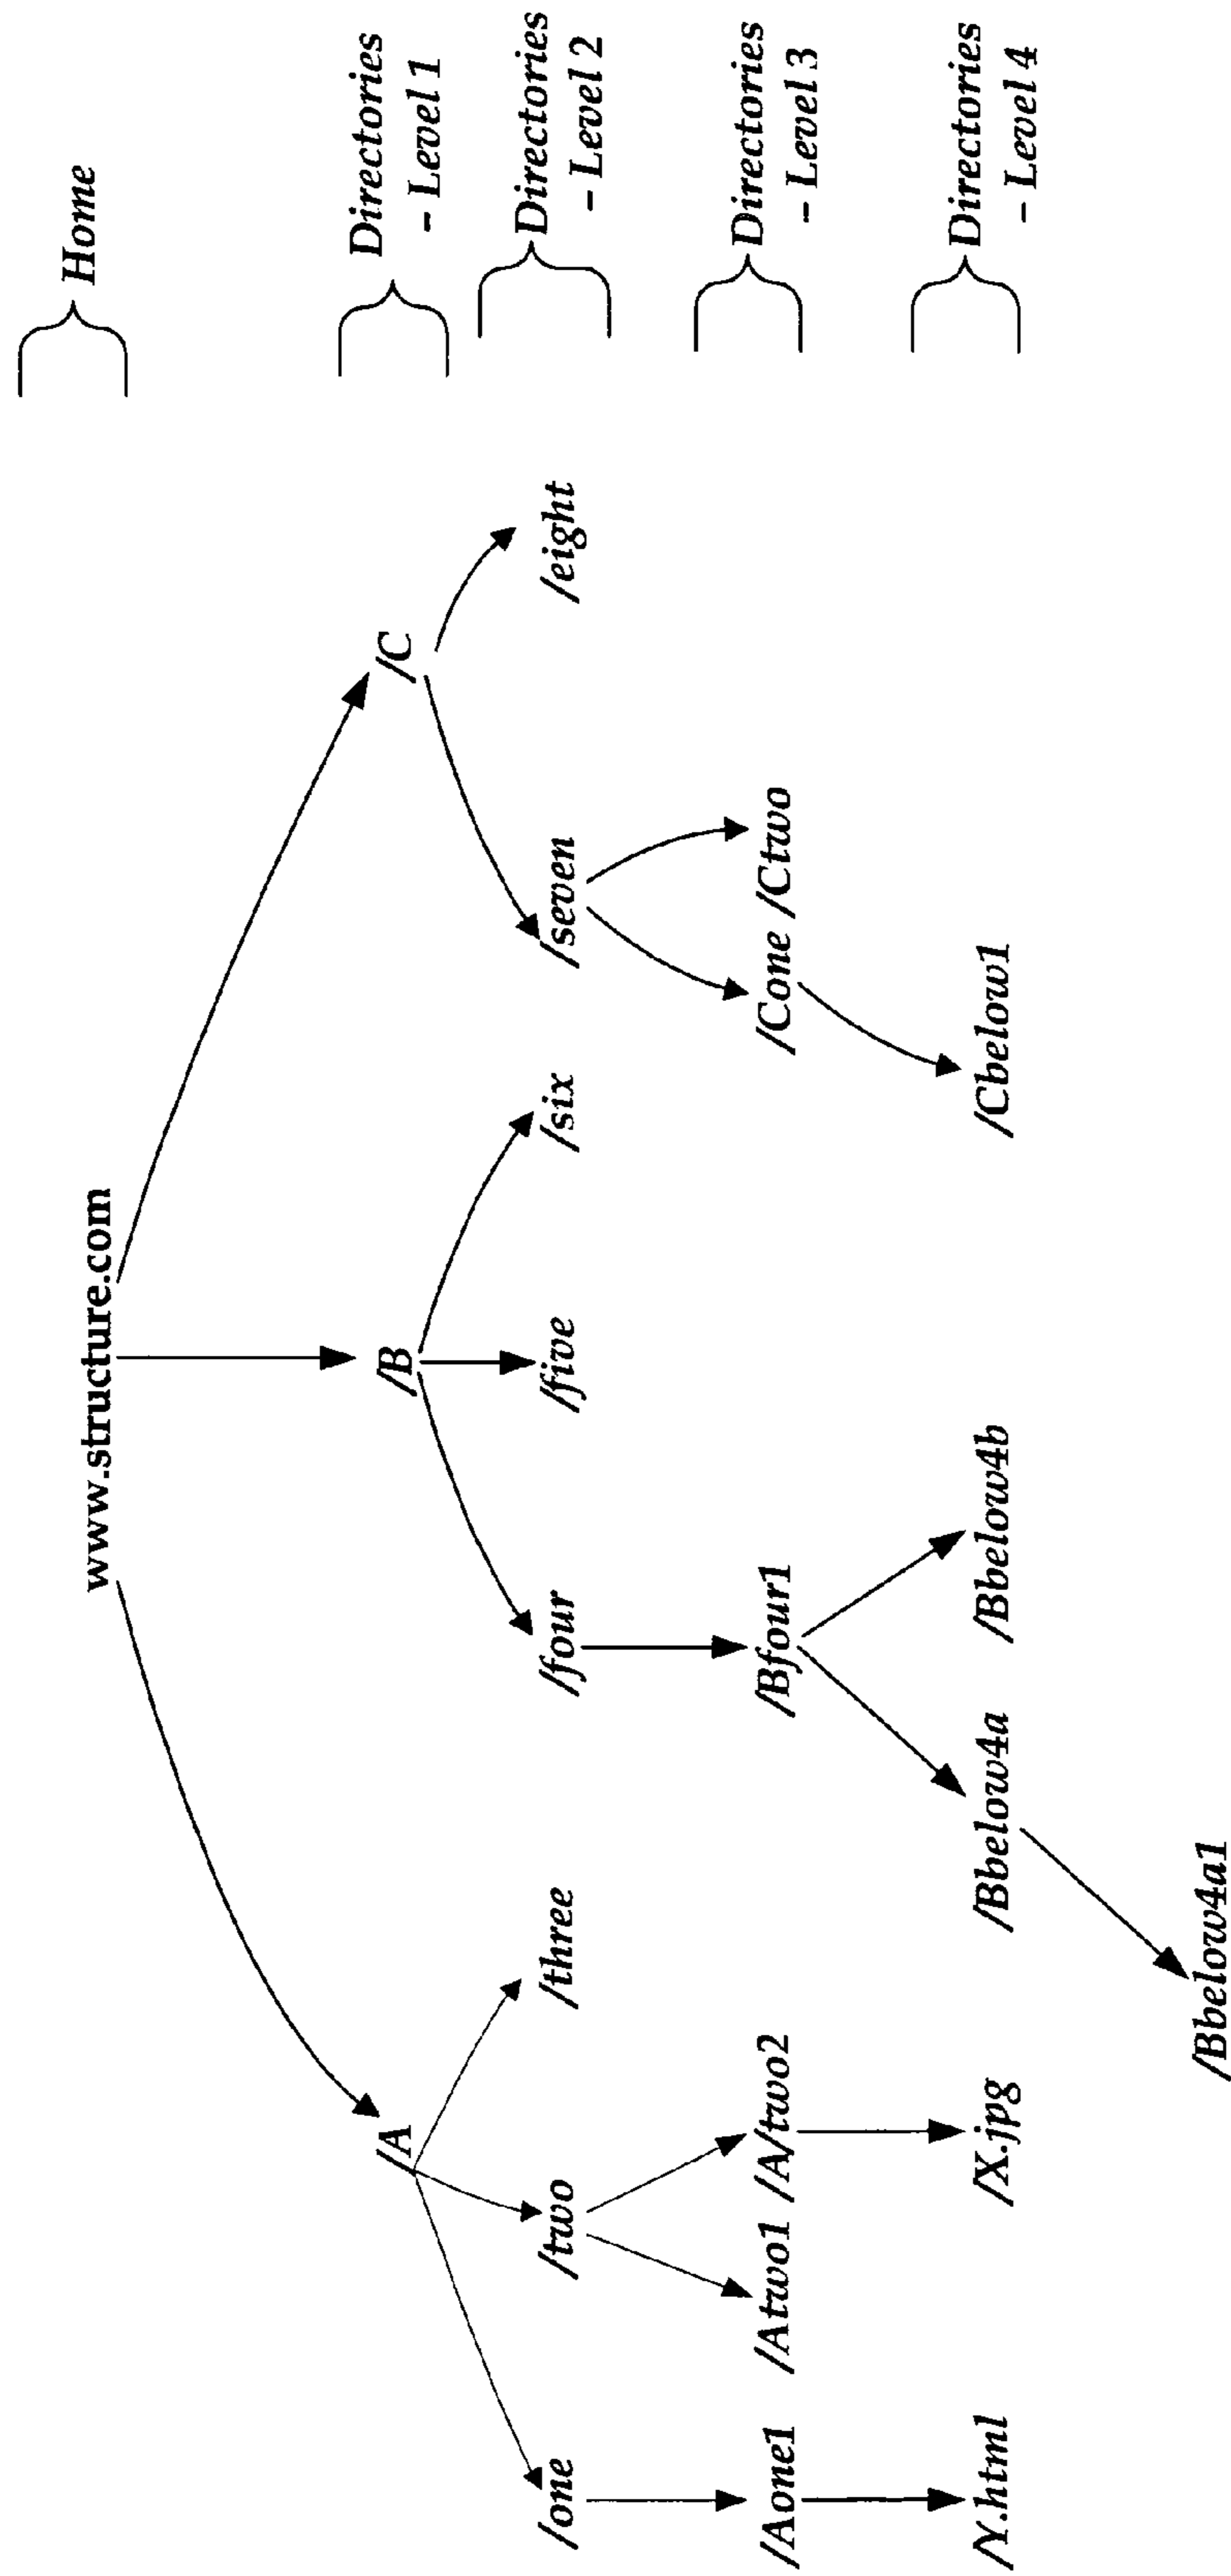 www.structure.com
Home
/A
/B
/C
Directories
– Level 1
/one
/two
/three
/four
/five
/six
/seven
/eight
Directories
– Level 2
/Aone1
/Atwo1
/A/two2
/Bfour1
/Cone
/Ctwo
Directories
– Level 3
/Y.html
/X.jpg
/Bbelow4a
/Bbelow4b
/Cbelow1
Directories
– Level 4
/Bbelow4a1